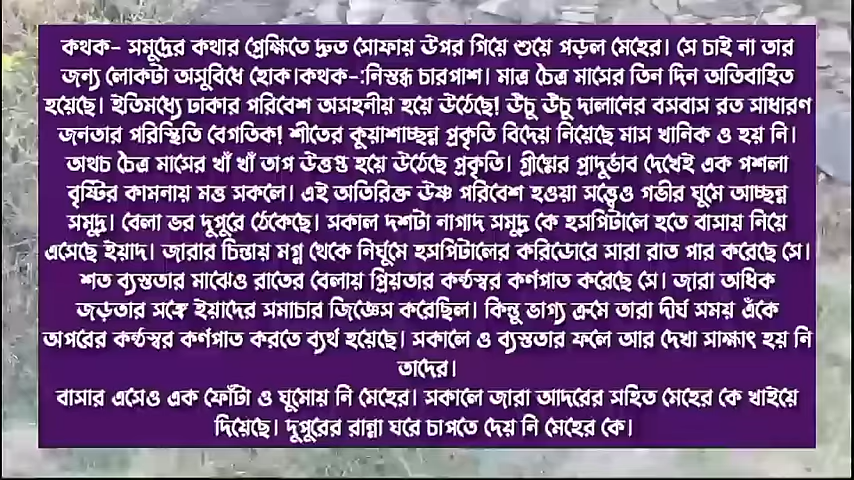 কথক- সমুদ্রের কথার প্রেক্ষিতে দ্রুত সোফায় উপর গিয়ে শুয়ে পড়ল মেহের। সে চাই না তার
জন্য লোকটা অসুবিধে হোক।কথক-:নিস্তব্ধ চারপাশ। মাত্র চৈত্র মাসের তিন দিন অতিবাহিত
হয়েছে। ইতিমধ্যে ঢাকার পরিবেশ অসহনীয় হয়ে উঠেছে! উঁচু উঁচু দালানের বসবাস রত সাধারণ
জনতার পরিস্থিতি বেগতিক! শীতের কুয়াশাচ্ছন্ন প্রকৃতি বিদেয় নিয়েছে মাস খানিক ও হয় নি।
অথচ চৈত্র মাসের খাঁ খাঁ তাপ উত্তপ্ত হয়ে উঠেছে প্রকৃতি। গ্রীষ্মের প্রাদুর্ভাব দেখেই এক পশলা
বৃষ্টির কামনায় মত্ত সকলে। এই অতিরিক্ত উষ্ণ পরিবেশ হওয়া সত্ত্বেও গভীর ঘুমে আচ্ছন্ন
সমুদ্র। বেলা ভর দুপুরে ঠেকেছে। সকাল দশটা নাগাদ সমুদ্র কে হসপিটালে হতে বাসায় নিয়ে
এসেছে ইয়াদ। জারার চিন্তায় মগ্ন থেকে নির্ঘুমে হসপিটালের করিডোরে সারা রাত পার করেছে সে।
শত ব্যস্ততার মাঝেও রাতের বেলায় প্রিয়তার কন্ঠস্বর কর্ণপাত করেছে সে। জারা অধিক
জড়তার সঙ্গে ইয়াদের সমাচার জিজ্ঞেস করেছিল। কিন্তু ভাগ্য ক্রমে তারা দীর্ঘ সময় এঁকে
অপরের কন্ঠস্বর কর্ণপাত করতে ব্যর্থ হয়েছে। সকালে ও ব্যস্ততার ফলে আর দেখা সাক্ষাৎ হয় নি
তাদের।
বাসার এসেও এক ফোঁটা ও ঘুমোয় নি মেহের। সকালে জারা আদরের সহিত মেহের কে খাইয়ে
দিয়েছে। দুপুরের রান্না ঘরে চাপতে দেয় নি মেহের কে।